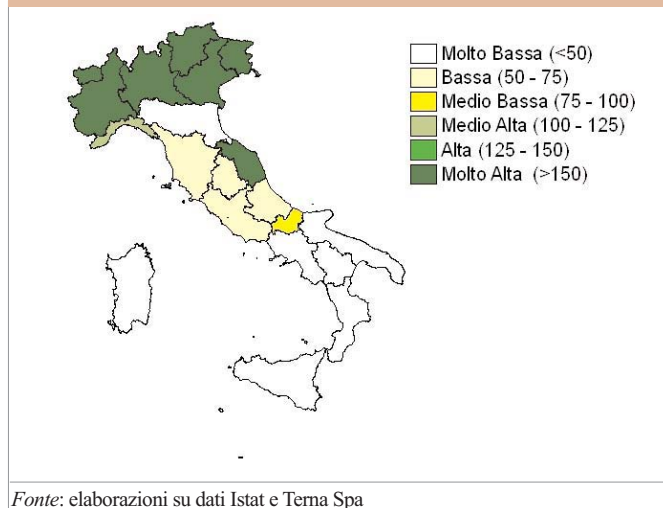 Molto Bassa (<50)
Bassa (50 - 75)
Medio Bassa (75 - 100)
Medio Alta (100 - 125)
Alta (125 - 150)
Molto Alta (>150)
Fonte: elaborazioni su dati Istat e Terna Spa